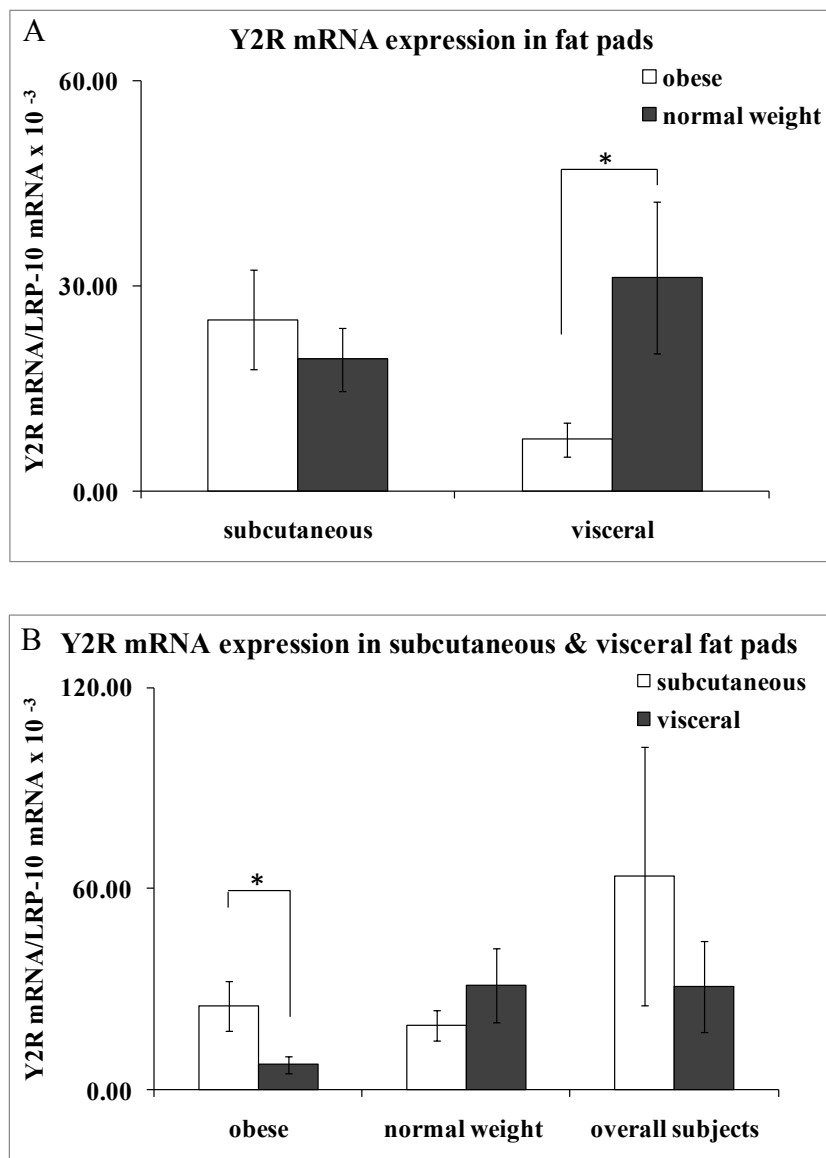 A
Y2R mRNA expression in fat pads
Y2R mRNA/LRP-10 mRNA x 10 -3
60.00
30.00
0.00
obese
normal weight
*
subcutaneous
visceral
B
Y2R mRNA expression in subcutaneous & visceral fat pads
Y2R mRNA/LRP-10 mRNA x 10 -3
120.00
60.00
0.00
subcutaneous
visceral
*
obese
normal weight
overall subjects